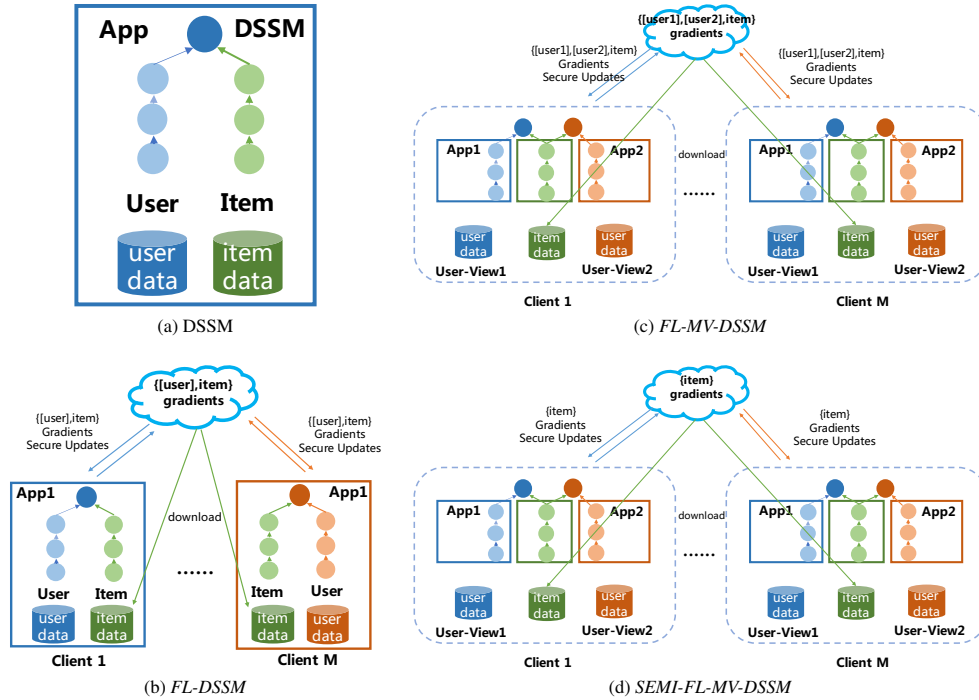 App
DSSM
User
Item
user
data
item
data
(a) DSSM
{[user1],[user2],item}
gradients
{[user1],[user2],item}
Gradients
Secure Updates
{[user1],[user2],item}
Gradients
Secure Updates
App1
App2
download
......
App1
App2
user
data
item
data
user
data
User-View1
User-View2
user
data
item
data
user
data
User-View1
User-View2
Client 1
Client M
(c) FL-MV-DSSM
{[user],item}
gradients
{[user],item}
Gradients
Secure Updates
{[user],item}
Gradients
Secure Updates
App1
download
App1
......
User
Item
Item
User
user
data
item
data
item
data
user
data
Client 1
Client M
(b) FL-DSSM
{item}
gradients
{item}
Gradients
Secure Updates
{item}
Gradients
Secure Updates
App1
App2
download
......
App1
App2
user
data
item
data
user
data
User-View1
User-View2
user
data
item
data
user
data
User-View1
User-View2
Client 1
Client M
(d) SEMI-FL-MV-DSSM